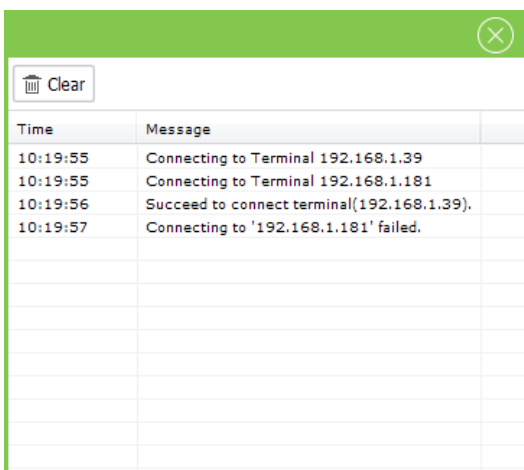 Clear
Time Message
10:19:55 Connecting to Terminal 192.168.1.39
10:19:55 Connecting to Terminal 192.168.1.181
10:19:56 Succeed to connect terminal(192.168.1.39).
10:19:57 Connecting to '192.168.1.181' failed.